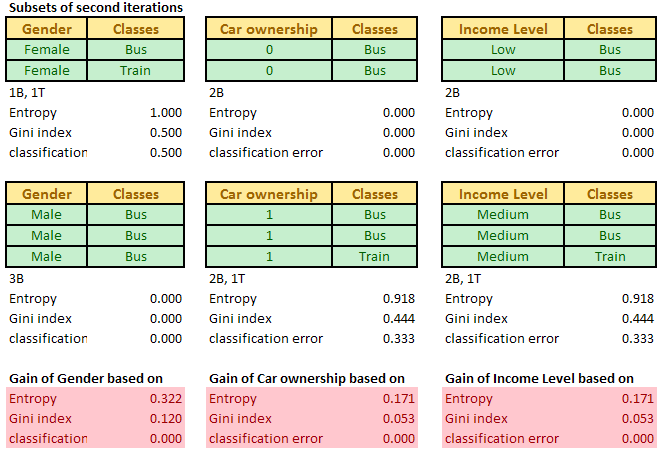 Subsets of second iterations
Gender Classes Car ownership Classes Income Level Classes
Female Bus 0 Bus Low Bus
Female Train 0 Bus Low Bus
1B, 1T 2B 2B
Entropy 1.000 Entropy 0.000 Entropy 0.000
Gini index 0.500 Gini index 0.000 Gini index 0.000
classification 0.500 classification error 0.000 classification error 0.000
Gender Classes Car ownership Classes Income Level Classes
Male Bus 1 Bus Medium Bus
Male Bus 1 Bus Medium Bus
Male Bus 1 Train Medium Train
3B 2B, 1T 2B, 1T
Entropy 0.000 Entropy 0.918 Entropy 0.918
Gini index 0.000 Gini index 0.444 Gini index 0.444
classification 0.000 classification error 0.333 classification error 0.333
Gain of Gender based on Gain of Car ownership based on Gain of Income Level based on
Entropy 0.322 Entropy 0.171 Entropy 0.171
Gini index 0.120 Gini index 0.053 Gini index 0.053
classification 0.000 classification error 0.000 classification error 0.000